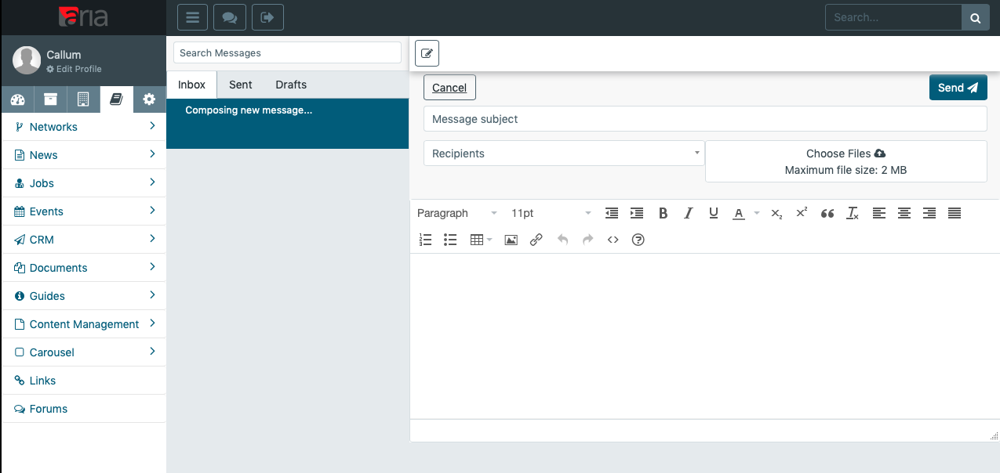 aria
Search...
Callum
Edit Profile
Networks
News
Jobs
Events
CRM
Documents
Guides
Content Management
Carousel
Links
Forums
Search Messages
Inbox Sent Drafts
Composing new message...
Cancel
Send
Message subject
Recipients
Choose Files
Maximum file size: 2 MB
Paragraph 11pt